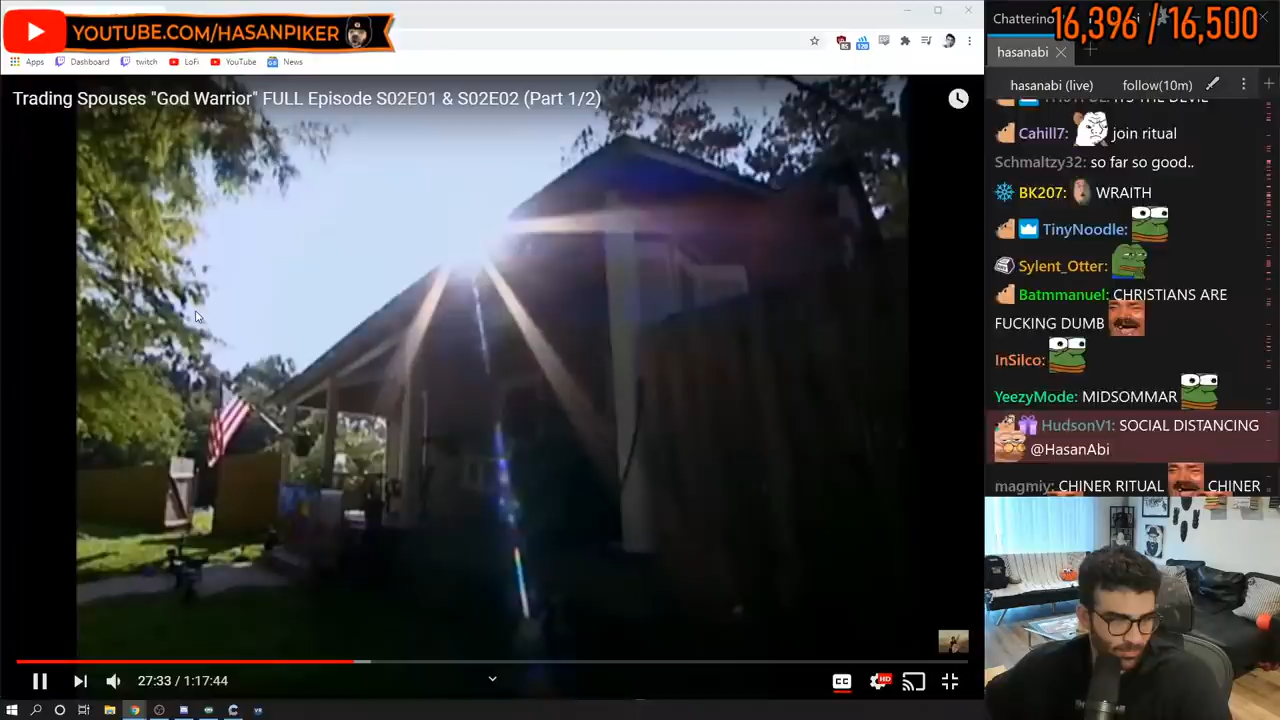 YOUTUBE.COM/HASANPIKER
Apps Dashboard twitch LoFi YouTube News
Trading Spouses "God Warrior" FULL Episode S02E01 & S02E02 (Part 1/2)
27:33 / 1:17:44
CC
HD
Chatterino
16,396 / 16,500
hasanabi
hasanabi (live) follow(10m)
Cahill7: join ritual
Schmaltzy32: so far so good..
BK207: WRAITH
TinyNoodle:
Sylent_Otter:
Batmmanuel: CHRISTIANS ARE
FUCKING DUMB
InSilco:
YeezyMode: MIDSOMMAR
HudsonV1: SOCIAL DISTANCING
@HasanAbi
magmiy: CHINER RITUAL CHINER